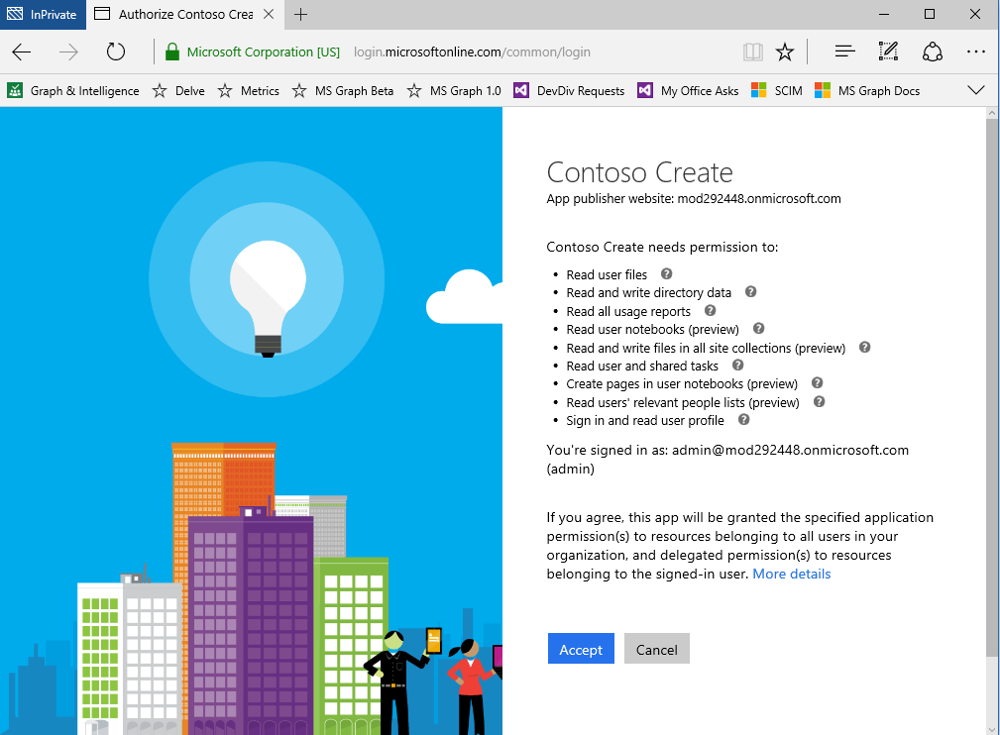 InPrivate
Authorize Contoso Crea
Microsoft Corporation [US] login.microsoftonline.com/common/login
Graph & Intelligence Delve Metrics MS Graph Beta MS Graph 1.0 DevDiv Requests My Office Asks SCIM MS Graph Docs
Contoso Create
App publisher website: mod292448.onmicrosoft.com
Contoso Create needs permission to:
• Read user files ?
• Read and write directory data ?
• Read all usage reports ?
• Read user notebooks (preview) ?
• Read and write files in all site collections (preview) ?
• Read user and shared tasks ?
• Create pages in user notebooks (preview) ?
• Read users' relevant people lists (preview) ?
• Sign in and read user profile ?
You're signed in as: admin@mod292448.onmicrosoft.com
(admin)
If you agree, this app will be granted the specified application
permission(s) to resources belonging to all users in your
organization, and delegated permission(s) to resources
belonging to the signed-in user. More details
Accept Cancel